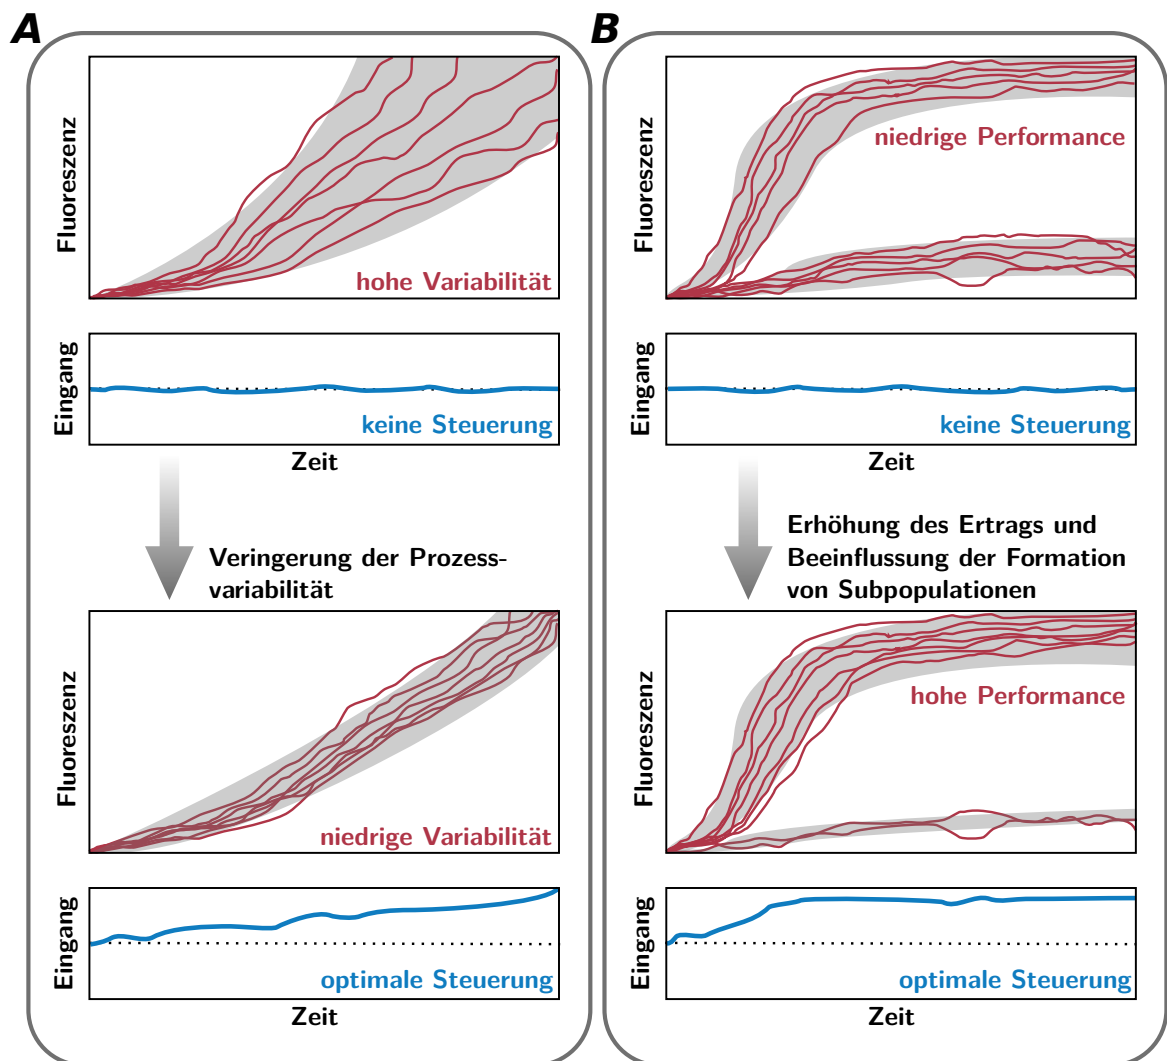 A
Fluoreszenz
hohe Variabilität
Eingang
keine Steuerung
Zeit
Veringerung der Prozess-
variabilität
Fluoreszenz
niedrige Variabilität
Eingang
optimale Steuerung
Zeit
B
Fluoreszenz
niedrige Performance
Eingang
keine Steuerung
Zeit
Erhöhung des Ertrags und
Beeinflussung der Formation
von Subpopulationen
Fluoreszenz
hohe Performance
Eingang
optimale Steuerung
Zeit